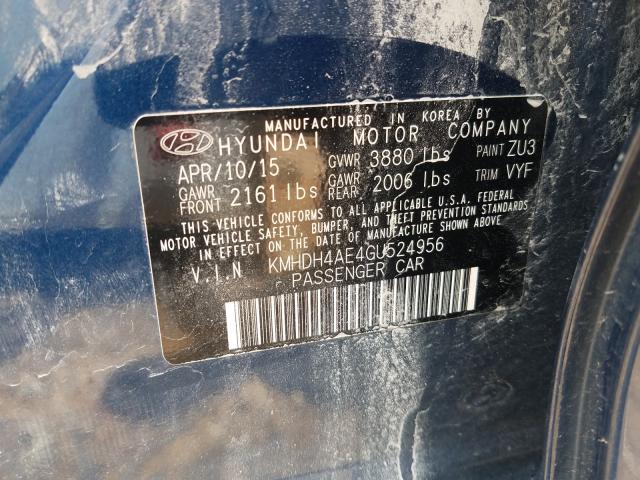 MANUFACTURED IN KOREA BY
HYUNDAI MOTOR COMPANY
APR/10/15 GVWR 3880 lbs PAINT ZU3
GAWR FRONT 2161 lbs GAWR REAR 2006 lbs TRIM VYF
THIS VEHICLE CONFORMS TO ALL APPLICABLE U.S.A. FEDERAL
MOTOR VEHICLE SAFETY, BUMPER, AND THEFT PREVENTION STANDARDS
IN EFFECT ON THE DATE OF MANUFACTURE SHOWN ABOVE.
V.I.N KMHDH4AE4GU524956
PASSENGER CAR